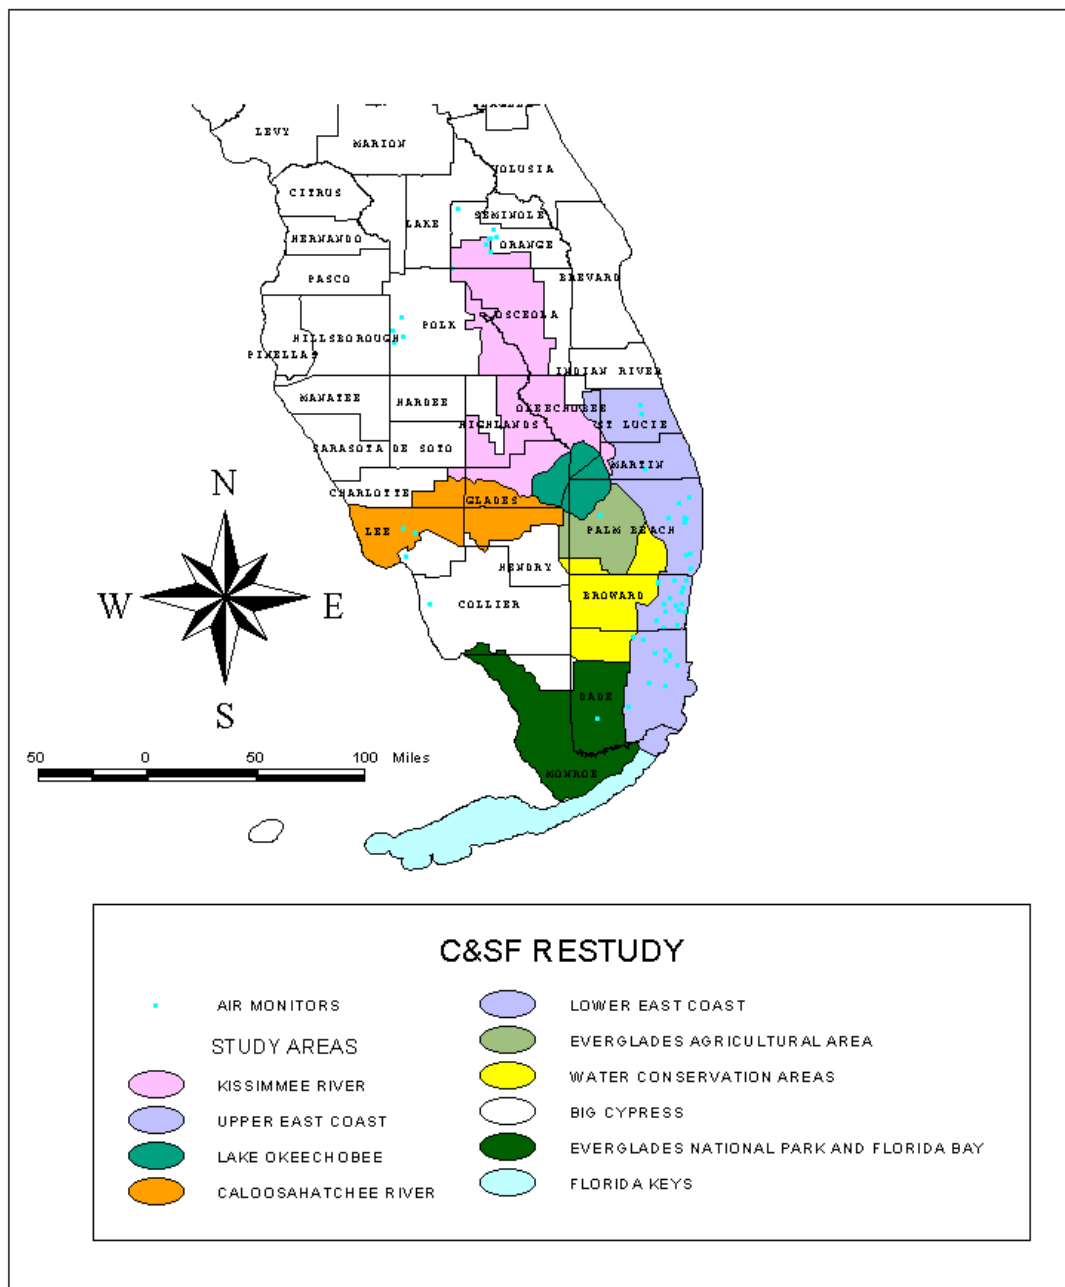 LEVY
MARION
VOLUSIA
CITRUS
LAKE
SEMINOLE
HERNANDO
ORANGE
PASCO
BREVARD
OSCEOLA
POLK
HILLSBOROUGH
PINELLAS
INDIAN RIVER
MANATEE
HARDEE
OKEECHOBEE
HIGHLANDS
ST LUCIE
SARASOTA
DE SOTO
MARTIN
CHARLOTTE
GLADES
LEE
PALM BEACH
HENDRY
COLLIER
BROWARD
DADE
MONROE
N
W
E
S
50 0 50 100 Miles
C&SF RESTUDY
AIR MONITORS
STUDY AREAS
KISSIMMEE RIVER
UPPER EAST COAST
LAKE OKEECHOBEE
CALOOSAHATCHEE RIVER
LOWER EAST COAST
EVERGLADES AGRICULTURAL AREA
WATER CONSERVATION AREAS
BIG CYPRESS
EVERGLADES NATIONAL PARK AND FLORIDA BAY
FLORIDA KEYS